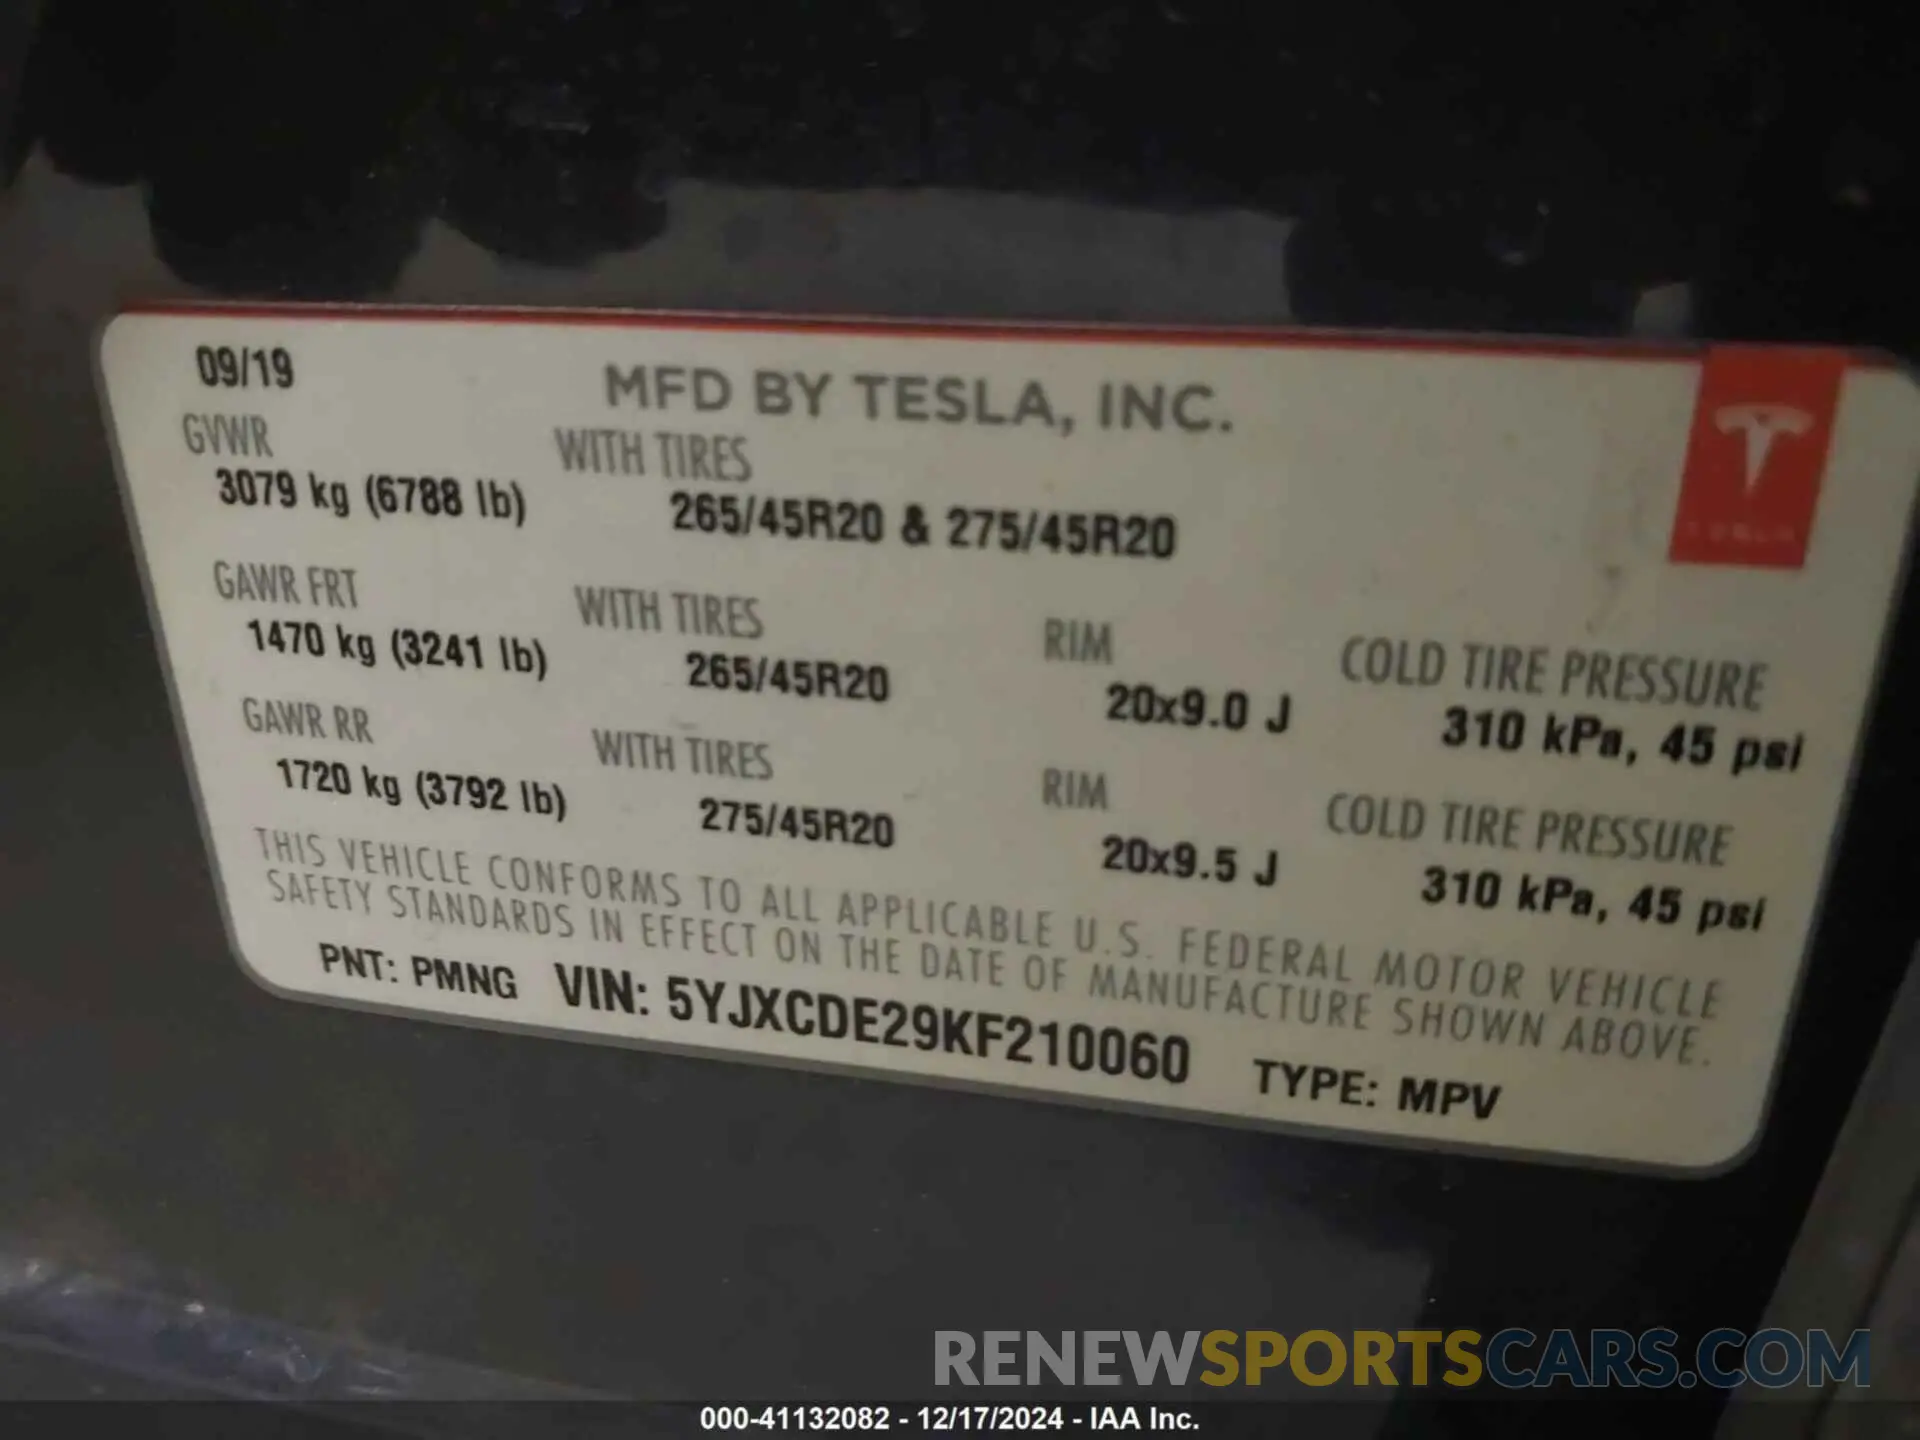 09/19
MFD BY TESLA, INC.
GVWR WITH TIRES
3079 kg (6788 lb) 265/45R20 & 275/45R20
GAWR FRT WITH TIRES RIM COLD TIRE PRESSURE
1470 kg (3241 lb) 265/45R20 20x9.0 J 310 kPa, 45 psi
GAWR RR WITH TIRES RIM COLD TIRE PRESSURE
1720 kg (3792 lb) 275/45R20 20x9.5 J 310 kPa, 45 psi
THIS VEHICLE CONFORMS TO ALL APPLICABLE U.S. FEDERAL MOTOR VEHICLE
SAFETY STANDARDS IN EFFECT ON THE DATE OF MANUFACTURE SHOWN ABOVE.
PNT: PMNG VIN: 5YJXCDE29KF210060 TYPE: MPV
TESLA
RENEWSPORTSCARS.COM
000-41132082 - 12/17/2024 - IAA Inc.